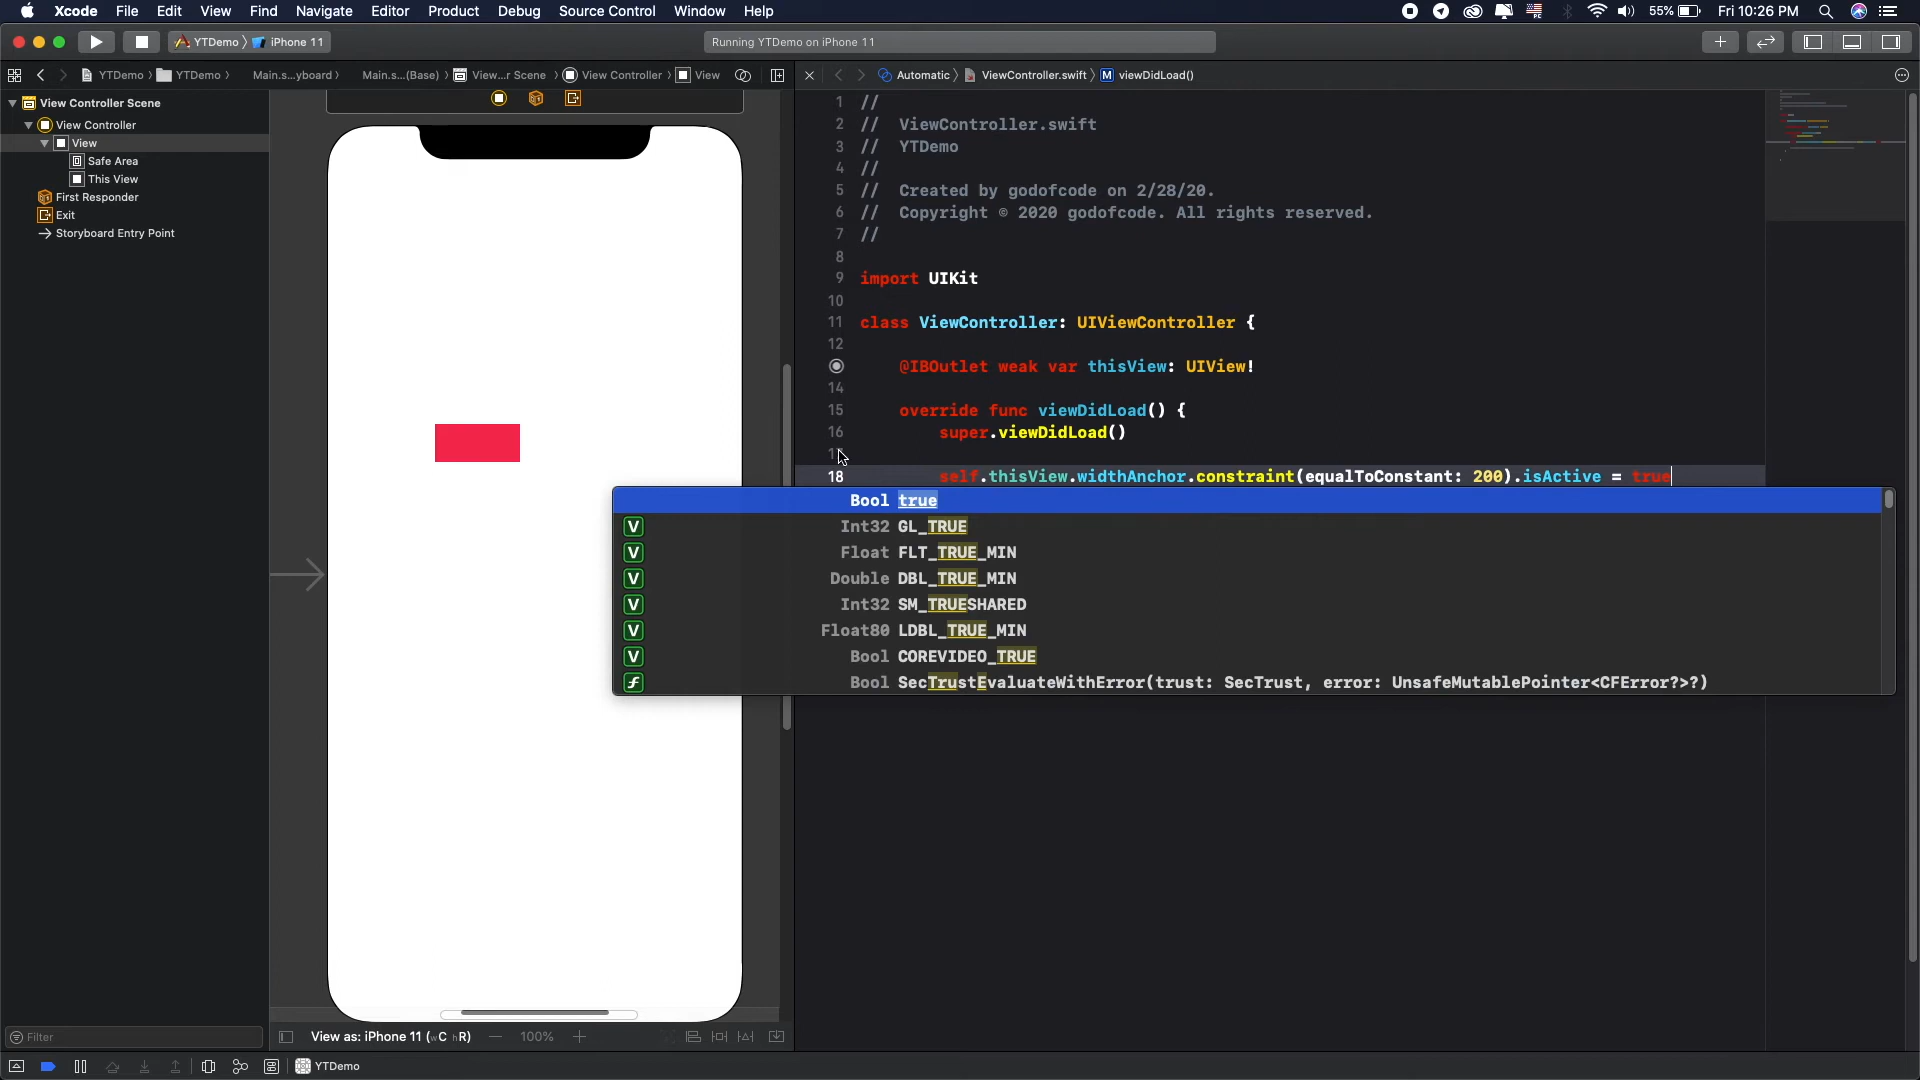 Xcode File Edit View Find Navigate Editor Product Debug Source Control Window Help 55% Fri 10:26 PM
YTDemo iPhone 11 Running YTDemo on iPhone 11
YTDemo YTDemo Main.s...yboard Main.s...(Base) View...r Scene View Controller View
Automatic ViewController.swift M viewDidLoad()
View Controller Scene
View Controller
View
Safe Area
This View
First Responder
Exit
Storyboard Entry Point
1 //
2 // ViewController.swift
3 // YTDemo
4 //
5 // Created by godofcode on 2/28/20.
6 // Copyright © 2020 godofcode. All rights reserved.
7 //
8
9 import UIKit
10
11 class ViewController: UIViewController {
12
@IBOutlet weak var thisView: UIView!
14
15 override func viewDidLoad() {
16 super.viewDidLoad()
18 self.thisView.widthAnchor.constraint(equalToConstant: 200).isActive = true
Bool true
V Int32 GL_TRUE
V Float FLT_TRUE_MIN
V Double DBL_TRUE_MIN
V Int32 SM_TRUESHARED
V Float80 LDBL_TRUE_MIN
V Bool COREVIDEO_TRUE
f Bool SecTrustEvaluateWithError(trust: SecTrust, error: UnsafeMutablePointer<CFError?>?)
Filter
View as: iPhone 11 (wC hR) — 100% +
YTDemo